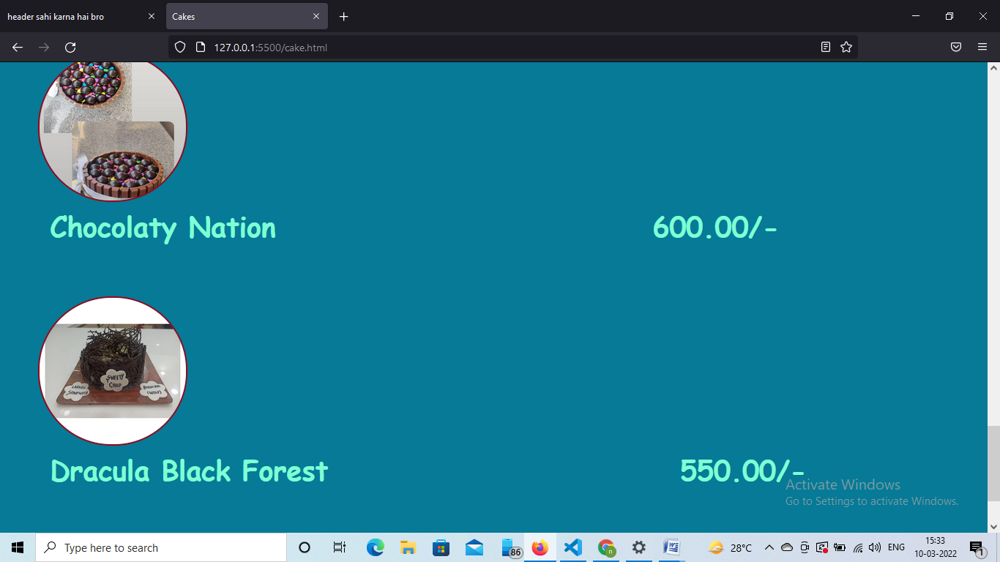 header sahi karna hai bro
Cakes
127.0.0.1:5500/cake.html
Chocolaty Nation 600.00/-
SWEETY
CHILD
Dracula Black Forest 550.00/-
Activate Windows
Go to Settings to activate Windows.
Type here to search
86
n
28°C
ENG
15:33
10-03-2022
1